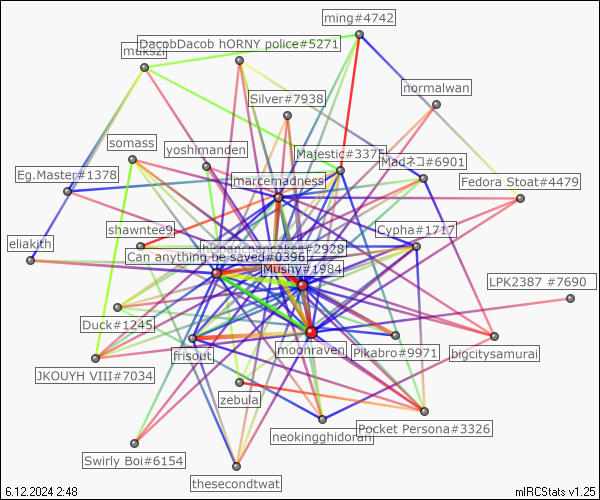 ming#4742
DacobDacob hORNY police#5271
mukszi
normalwan
Silver#7938
somass
yoshimanden
Majestic#3375
Madネコ#6901
Eg.Master#1378
marcemadness
Fedora Stoat#4479
shawntee9
Cypha#1717
eliakith
hispanchancakes#2928
Can anything be saved#0396
Mushy#1984
LPK2387 #7690
Duck#1245
frisout
moonraven
Pikabro#9971
bigcitysamurai
JKOUYH VIII#7034
zebula
neokingghidorah
Pocket Persona#3326
Swirly Boi#6154
thesecondtwat
6.12.2024 2:48
mIRCStats v1.25